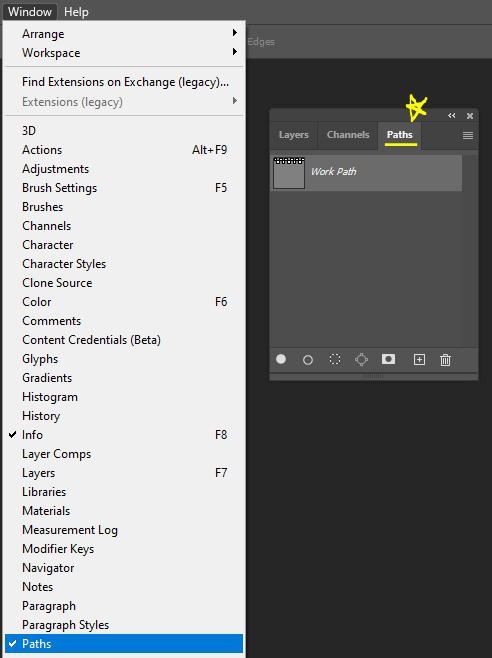 Window Help
Arrange
Workspace
Find Extensions on Exchange (legacy)...
Extensions (legacy)
3D
Actions Alt+F9
Adjustments
Brush Settings F5
Brushes
Channels
Character
Character Styles
Clone Source
Color F6
Comments
Content Credentials (Beta)
Glyphs
Gradients
Histogram
History
Info F8
Layer Comps
Layers F7
Libraries
Materials
Measurement Log
Modifier Keys
Navigator
Notes
Paragraph
Paragraph Styles
Paths
Edges
Layers Channels Paths
Work Path